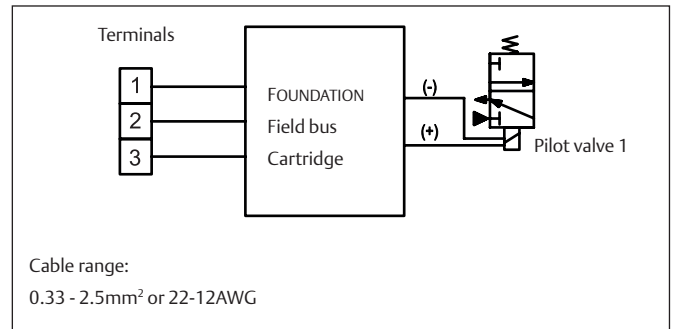 Terminals
1
2
3
FOUNDATION
Field bus
Cartridge
(-)
(+)
Pilot valve 1
Cable range:
0.33 - 2.5mm² or 22-12AWG